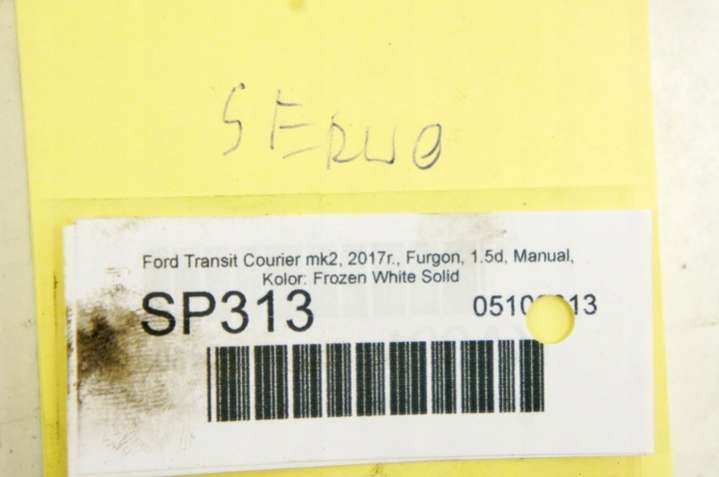 SERWO
Ford Transit Courier mk2, 2017r., Furgon, 1.5d, Manual,
Kolor: Frozen White Solid
SP313